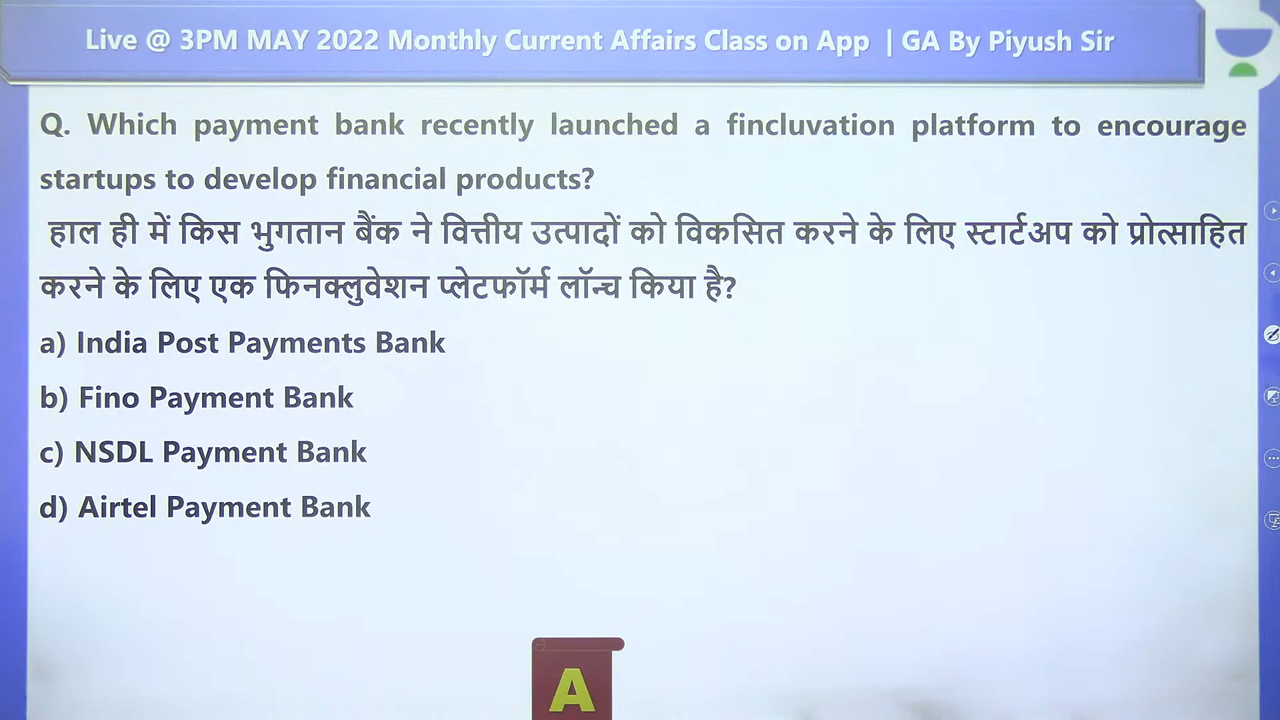 Live @ 3PM MAY 2022 Monthly Current Affairs Class on App | GA By Piyush Sir
Q. Which payment bank recently launched a fincluvation platform to encourage
startups to develop financial products?
हाल ही में किस भुगतान बैंक ने वित्तीय उत्पादों को विकसित करने के लिए स्टार्टअप को प्रोत्साहित
करने के लिए एक फिनक्लुवेशन प्लेटफॉर्म लॉन्च किया है?
a) India Post Payments Bank
b) Fino Payment Bank
c) NSDL Payment Bank
d) Airtel Payment Bank
A